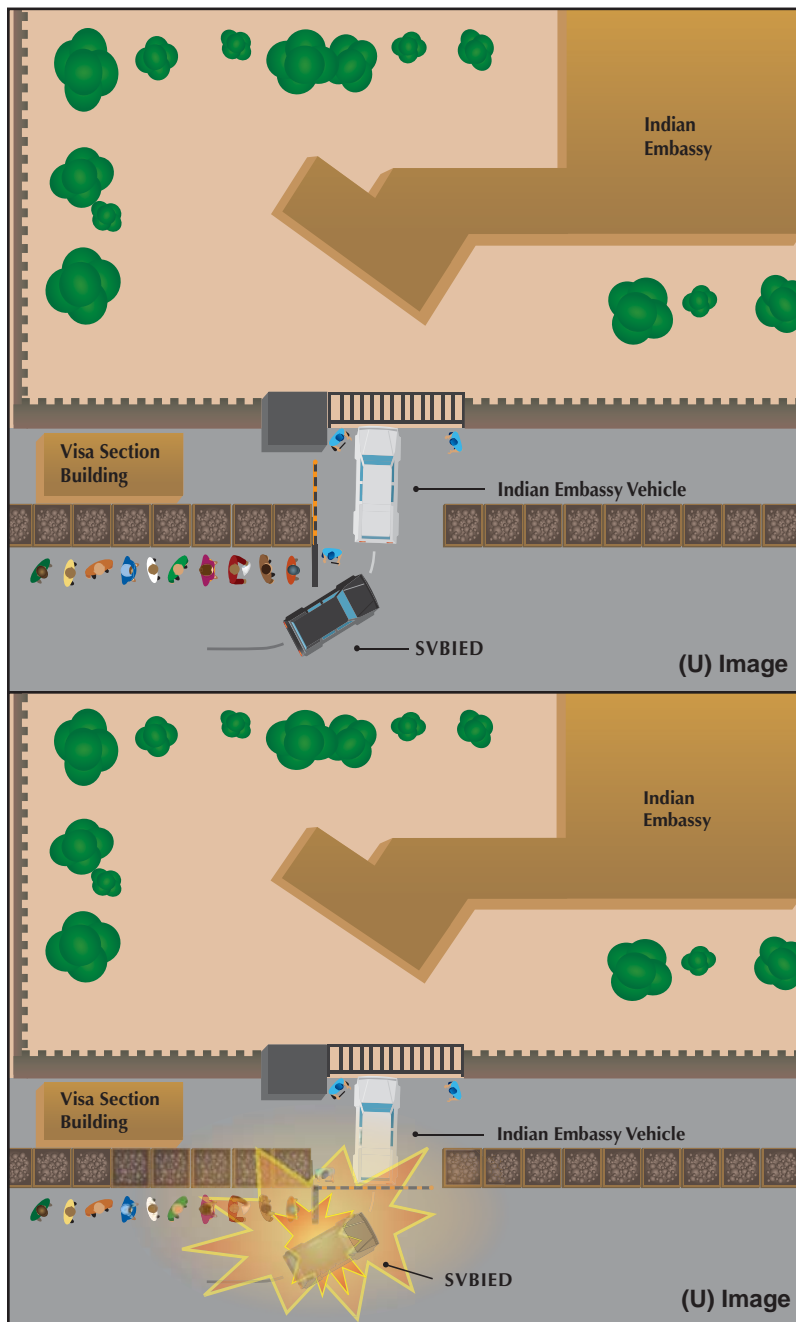 Indian
Embassy
Visa Section
Building
Indian Embassy Vehicle
SVBIED
(U) Image
Indian
Embassy
Visa Section
Building
Indian Embassy Vehicle
SVBIED
(U) Image